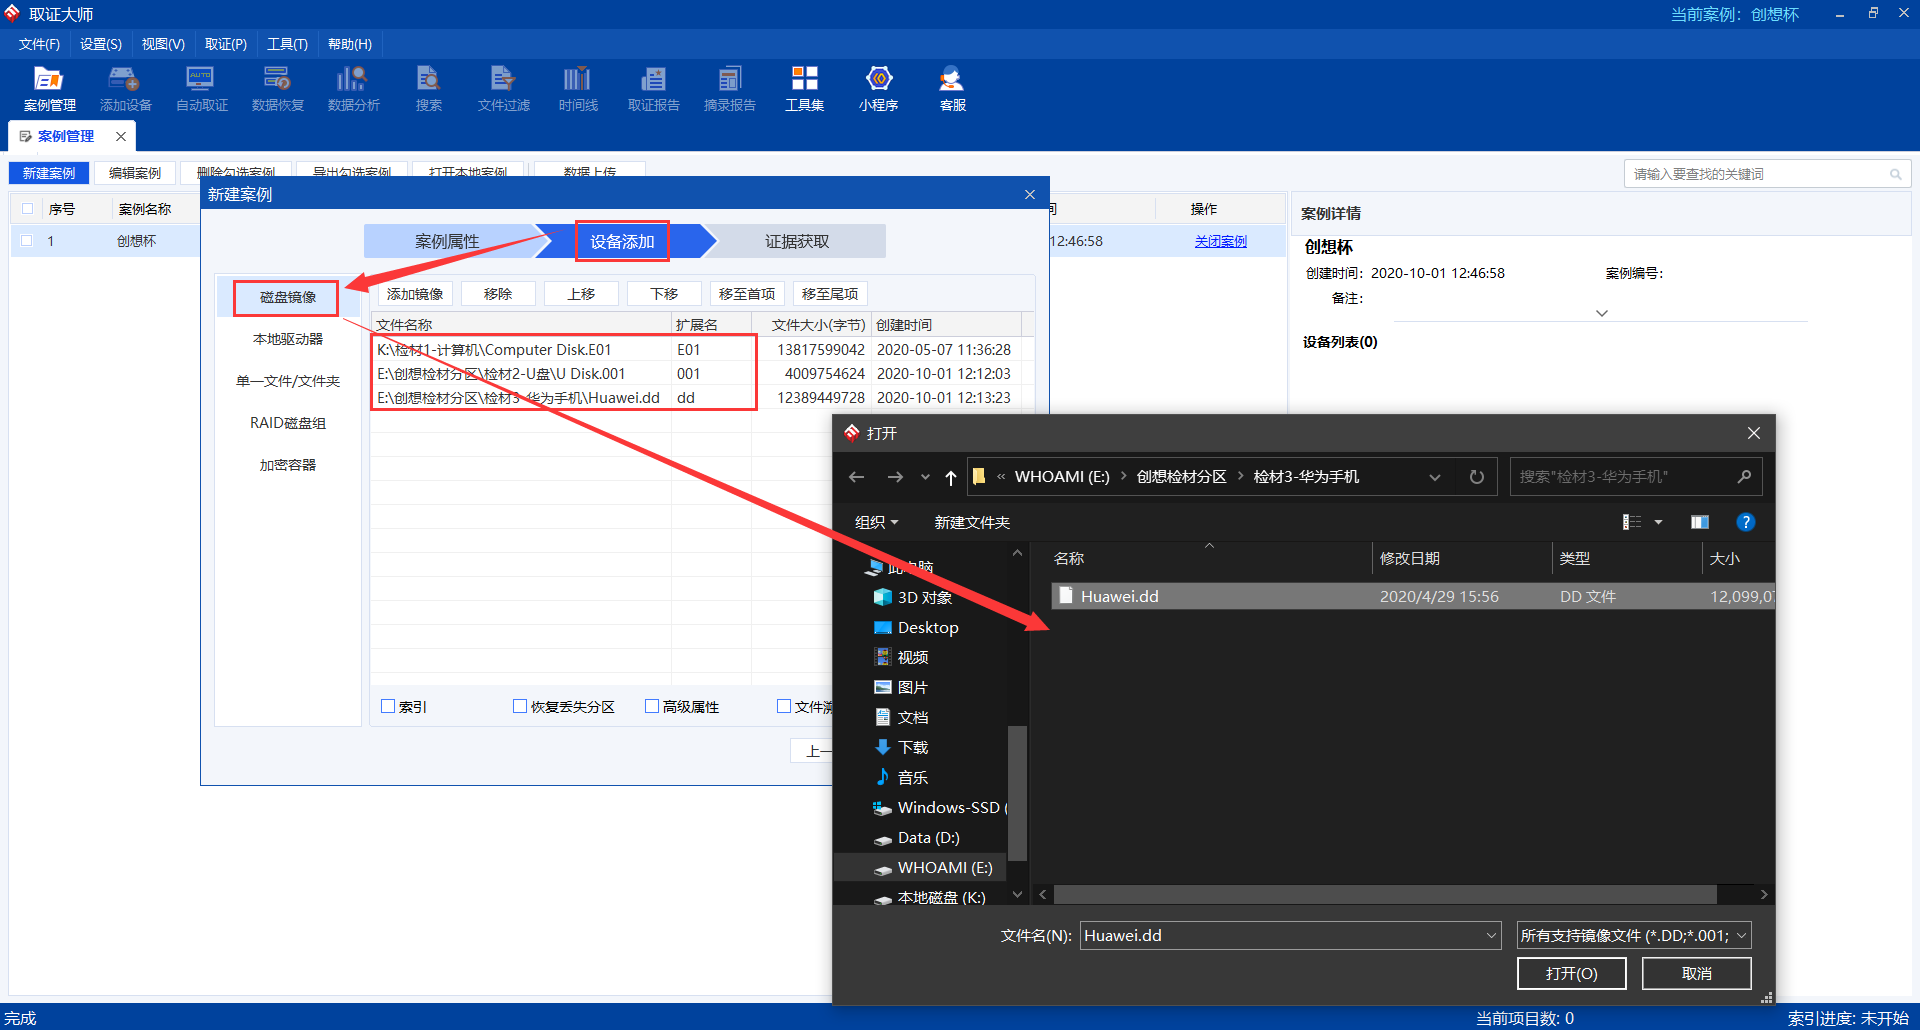 取证大师
当前案例：创想杯
文件(F) 设置(S) 视图(V) 取证(P) 工具(T) 帮助(H)
案例管理 添加设备 自动取证 数据恢复 数据分析 搜索 文件过滤 时间线 取证报告 摘录报告 工具集 小程序 客服
案例管理
新建案例 编辑案例 删除勾选案例 导出勾选案例 打开本地案例 数据上传
请输入要查找的关键词
序号 案例名称 间 操作
1 创想杯 12:46:58 关闭案例
案例详情
创想杯
创建时间：2020-10-01 12:46:58 案例编号：
备注：
设备列表(0)
新建案例
案例属性 设备添加 证据获取
磁盘镜像
本地驱动器
单一文件/文件夹
RAID磁盘组
加密容器
添加镜像 移除 上移 下移 移至首项 移至尾项
文件名称 扩展名 文件大小(字节) 创建时间
K:\检材1-计算机\Computer Disk.E01 E01 13817599042 2020-05-07 11:36:28
E:\创想检材分区\检材2-U盘\U Disk.001 001 4009754624 2020-10-01 12:12:03
E:\创想检材分区\检材3-华为手机\Huawei.dd dd 12389449728 2020-10-01 12:13:23
索引 恢复丢失分区 高级属性 文件
上一
打开
« WHOAMI (E:) › 创想检材分区 › 检材3-华为手机
搜索"检材3-华为手机"
组织 新建文件夹
此电脑
3D 对象
Desktop
视频
图片
文档
下载
音乐
Windows-SSD (
Data (D:)
WHOAMI (E:)
本地磁盘 (K:)
名称 修改日期 类型 大小
Huawei.dd 2020/4/29 15:56 DD 文件 12,099,07
文件名(N): Huawei.dd
所有支持镜像文件 (*.DD;*.001;
打开(O) 取消
完成
当前项目数: 0
索引进度: 未开始